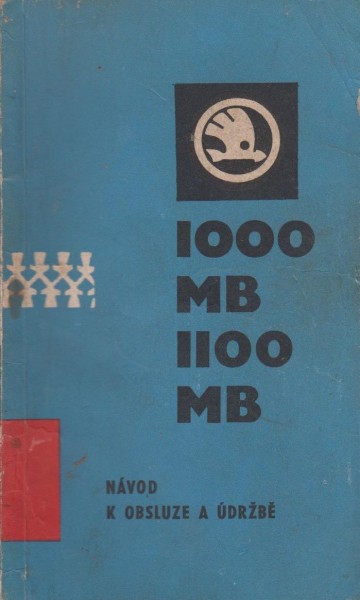 1000
MB
1100
MB
NÁVOD
K OBSLUZE A ÚDRŽBĚ